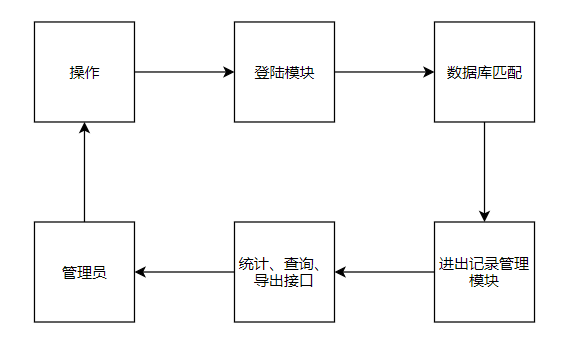 操作
登陆模块
数据库匹配
管理员
统计、查询、
导出接口
进出记录管理
模块